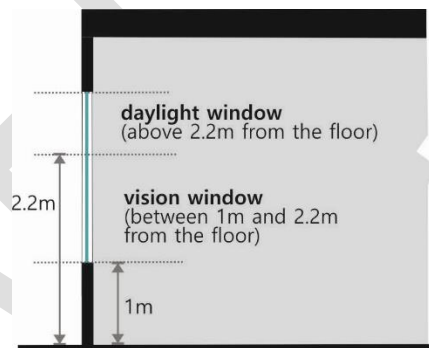 daylight window
(above 2.2m from the floor)
2.2m
vision window
(between 1m and 2.2m
from the floor)
1m